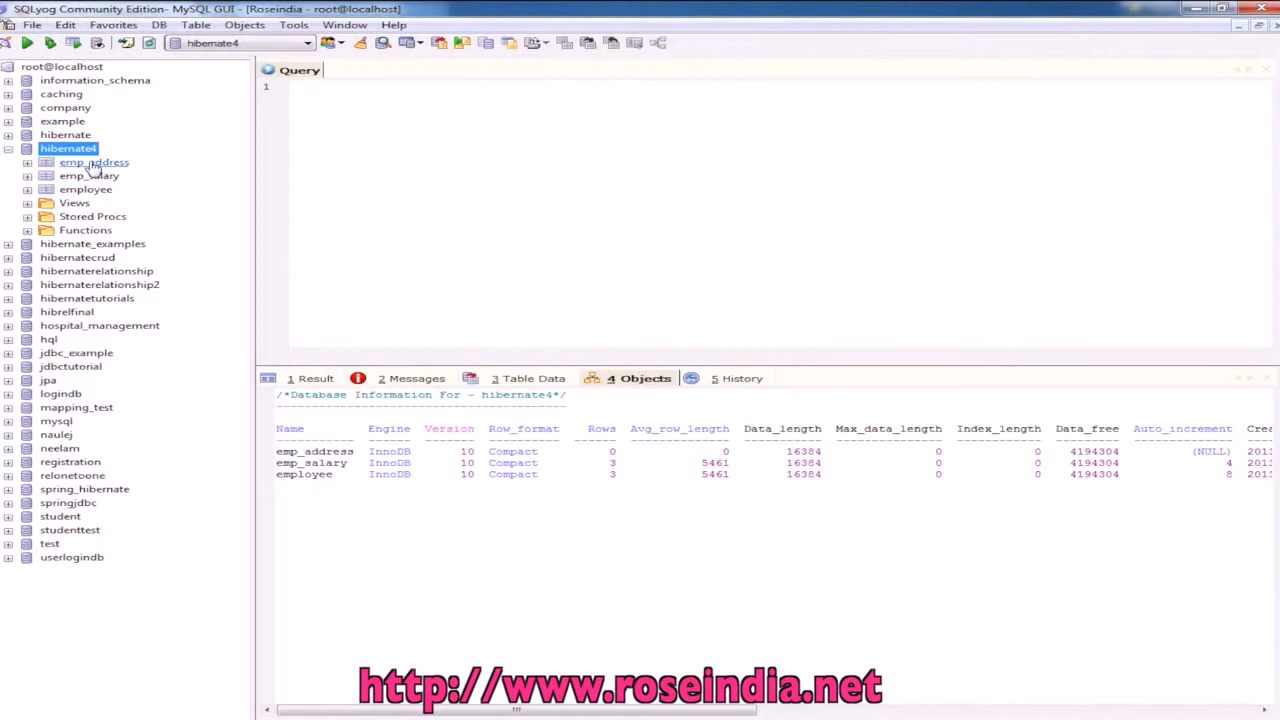 SQLyog Community Edition- MySQL GUI - [Roseindia - root@localhost]
File Edit Favorites DB Table Objects Tools Window Help
hibernate4
root@localhost
information_schema
caching
company
example
hibernate
hibernate4
emp_address
emp_salary
employee
Views
Stored Procs
Functions
hibernate_examples
hibernatecrud
hibernaterelationship
hibernaterelationship2
hibernatetutorials
hibrelfinal
hospital_management
hql
jdbc_example
jdbctutorial
jpa
logindb
mapping_test
mysql
naulej
neelam
registration
relonetoone
spring_hibernate
springjdbc
student
studenttest
test
userlogindb
Query
1
1 Result 2 Messages 3 Table Data 4 Objects 5 History
/*Database Information For - hibernate4*/
Name Engine Version Row_format Rows Avg_row_length Data_length Max_data_length Index_length Data_free Auto_increment Crea
emp_address InnoDB 10 Compact 0 0 16384 0 0 4194304 (NULL) 2013
emp_salary InnoDB 10 Compact 3 5461 16384 0 0 4194304 4 2013
employee InnoDB 10 Compact 3 5461 16384 0 0 4194304 8 2013
http://www.roseindia.net